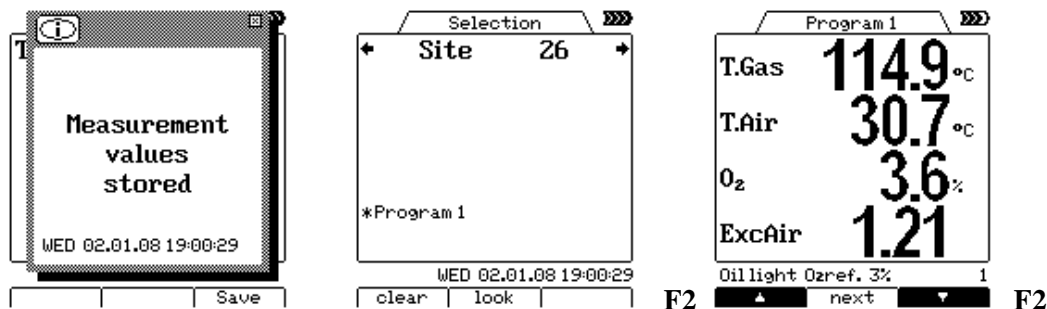 T
Measurement
values
stored
WED 02.01.08 19:00:29
Save
Selection
Site 26
*Program 1
WED 02.01.08 19:00:29
clear look
F2
Program 1
T.Gas 114.9 °C
T.Air 30.7 °C
O₂ 3.6 %
ExcAir 1.21
Oil light O₂ref. 3% 1
next
F2